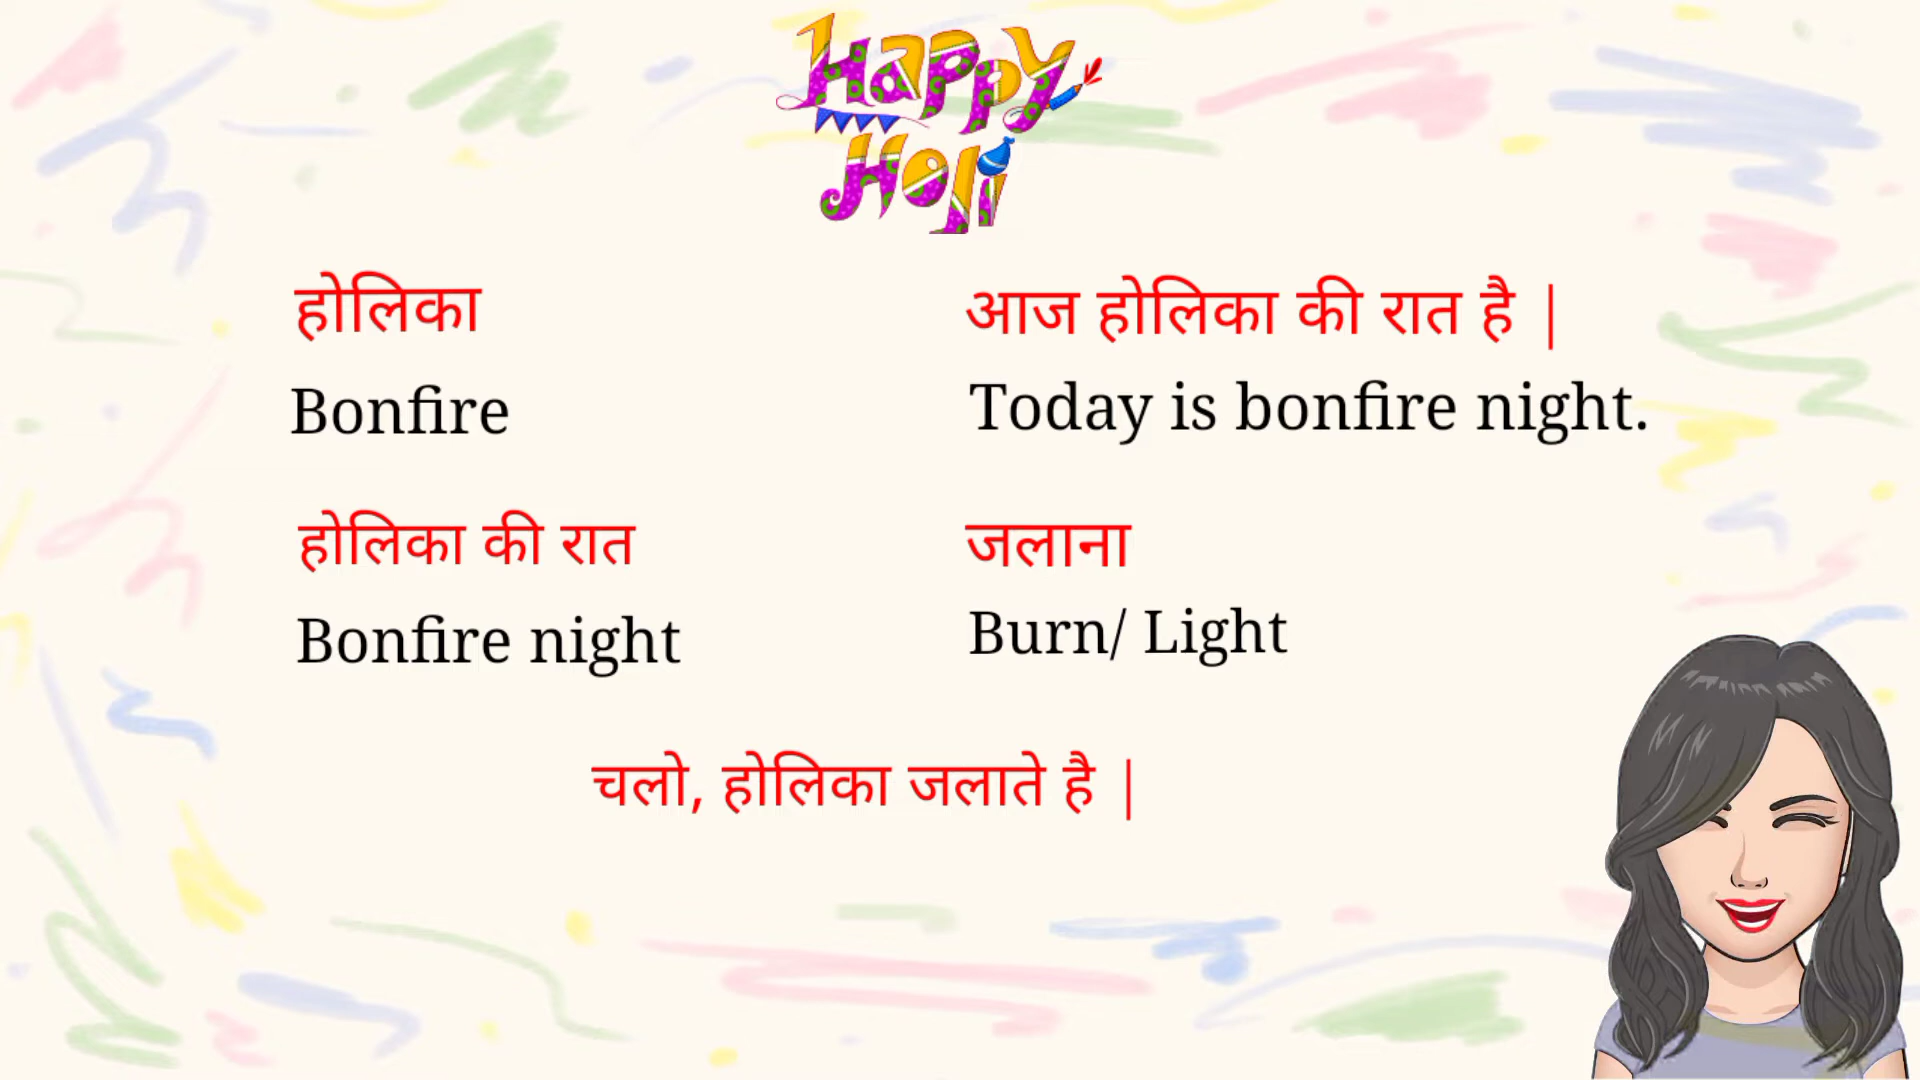 Happy
Holi
होलिका
Bonfire
आज होलिका की रात है |
Today is bonfire night.
होलिका की रात
Bonfire night
जलाना
Burn/ Light
चलो, होलिका जलाते है |